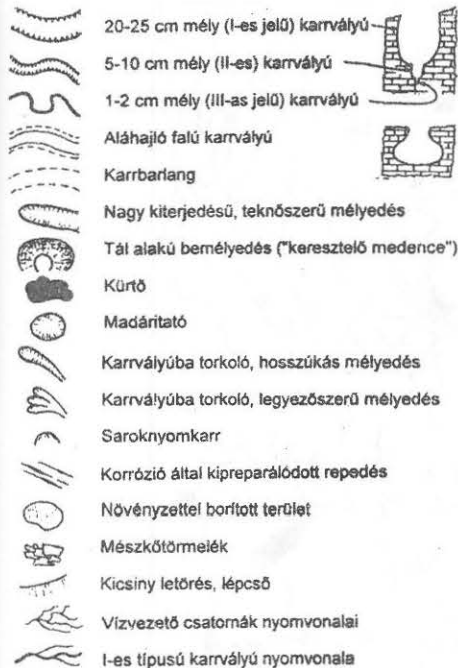 20-25 cm mély (I-es jelű) karrvályú
5-10 cm mély (II-es) karrvályú
1-2 cm mély (III-as jelű) karrvályú
Aláhajló falú karrvályú
Karrbarlang
Nagy kiterjedésű, teknőszerű mélyedés
Tál alakú bemélyedés ("keresztelő medence")
Kürtő
Madáritató
Karrvályúba torkoló, hosszúkás mélyedés
Karrvályúba torkoló, legyezőszerű mélyedés
Saroknyomkarr
Korrózió által kipreparálódott repedés
Növényzettel borított terület
Mészkőtörmelék
Kicsiny letörés, lépcső
Vízvezető csatornák nyomvonalai
I-es típusú karrvályú nyomvonala